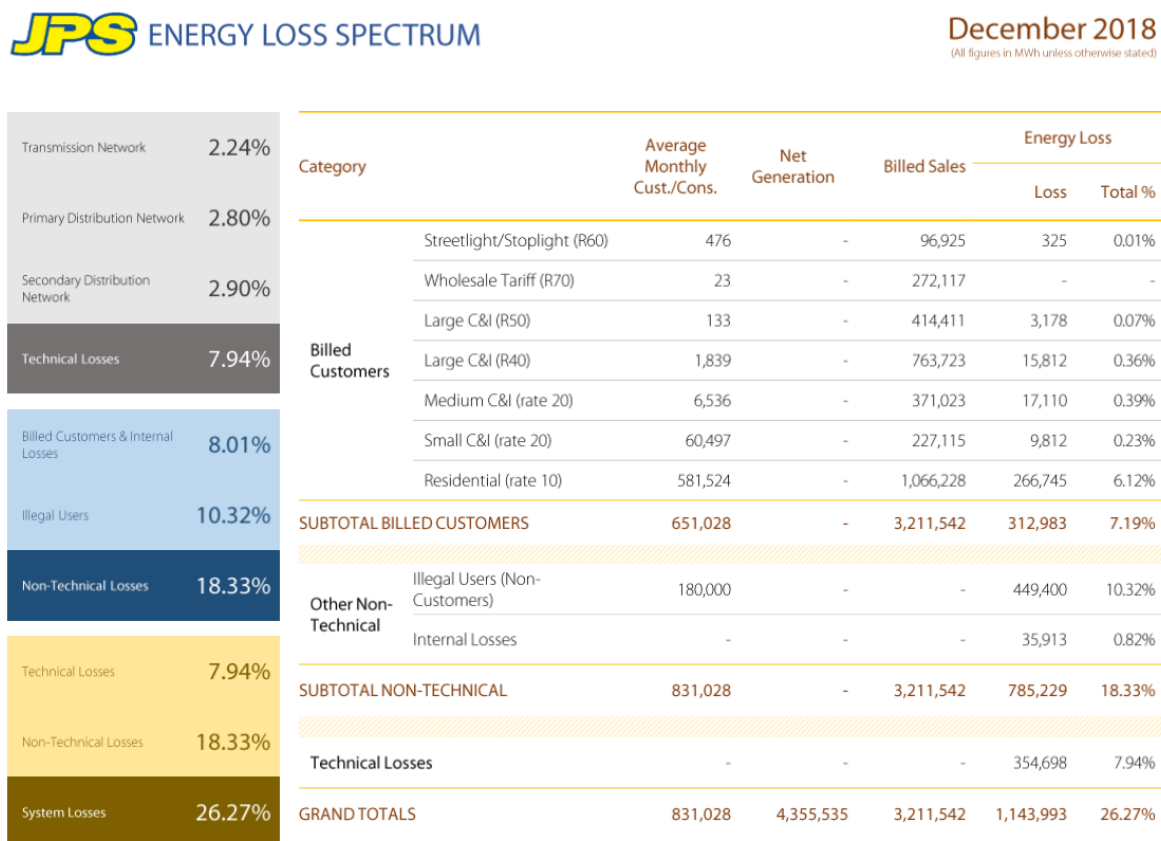 JPS ENERGY LOSS SPECTRUM
December 2018
(All figures in MWh unless otherwise stated)
Transmission Network 2.24%
Primary Distribution Network 2.80%
Secondary Distribution
Network 2.90%
Technical Losses 7.94%
Billed Customers & Internal
Losses 8.01%
Illegal Users 10.32%
Non-Technical Losses 18.33%
Technical Losses 7.94%
Non-Technical Losses 18.33%
System Losses 26.27%
Category
Average
Monthly
Cust./Cons.
Net
Generation
Billed Sales
Energy Loss
Loss Total %
Billed
Customers
Streetlight/Stoplight (R60) 476 - 96,925 325 0.01%
Wholesale Tariff (R70) 23 - 272,117 - -
Large C&I (R50) 133 - 414,411 3,178 0.07%
Large C&I (R40) 1,839 - 763,723 15,812 0.36%
Medium C&I (rate 20) 6,536 - 371,023 17,110 0.39%
Small C&I (rate 20) 60,497 - 227,115 9,812 0.23%
Residential (rate 10) 581,524 - 1,066,228 266,745 6.12%
SUBTOTAL BILLED CUSTOMERS 651,028 - 3,211,542 312,983 7.19%
Other Non-
Technical
Illegal Users (Non-
Customers) 180,000 - - 449,400 10.32%
Internal Losses - - - 35,913 0.82%
SUBTOTAL NON-TECHNICAL 831,028 - 3,211,542 785,229 18.33%
Technical Losses - - - 354,698 7.94%
GRAND TOTALS 831,028 4,355,535 3,211,542 1,143,993 26.27%